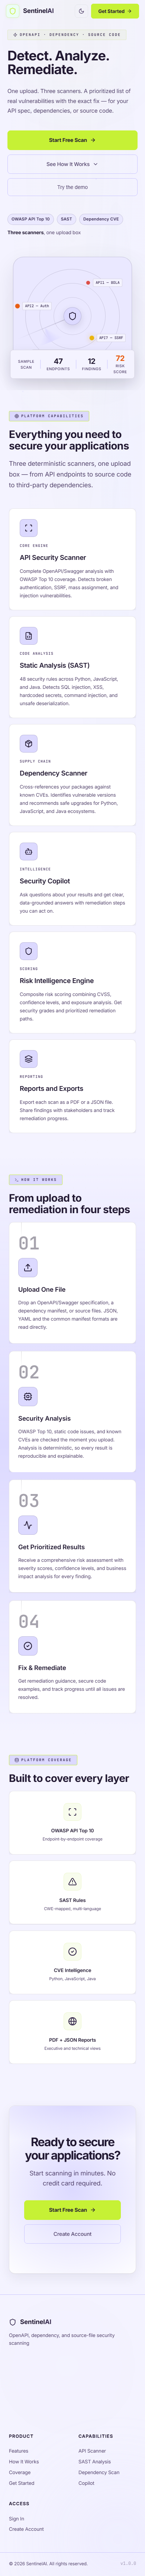 SentinelAI
Get Started
OPENAPI • DEPENDENCY • SOURCE CODE
Detect. Analyze.
Remediate.
One upload. Three scanners. A prioritized list of
real vulnerabilities with the exact fix — for your
API spec, dependencies, or source code.
Start Free Scan
See How It Works
Try the demo
OWASP API Top 10
SAST
Dependency CVE
Three scanners, one upload box
API1 — BOLA
API2 — Auth
API7 — SSRF
SAMPLE
SCAN
47
ENDPOINTS
12
FINDINGS
72
RISK
SCORE
PLATFORM CAPABILITIES
Everything you need to
secure your applications
Three deterministic scanners, one upload
box — from API endpoints to source code
to third-party dependencies.
CORE ENGINE
API Security Scanner
Complete OpenAPI/Swagger analysis with
OWASP Top 10 coverage. Detects broken
authentication, SSRF, mass assignment, and
injection vulnerabilities.
CODE ANALYSIS
Static Analysis (SAST)
48 security rules across Python, JavaScript,
and Java. Detects SQL injection, XSS,
hardcoded secrets, command injection, and
unsafe deserialization.
SUPPLY CHAIN
Dependency Scanner
Cross-references your packages against
known CVEs. Identifies vulnerable versions
and recommends safe upgrades for Python,
JavaScript, and Java ecosystems.
INTELLIGENCE
Security Copilot
Ask questions about your results and get clear,
data-grounded answers with remediation steps
you can act on.
SCORING
Risk Intelligence Engine
Composite risk scoring combining CVSS,
confidence levels, and exposure analysis. Get
security grades and prioritized remediation
paths.
REPORTING
Reports and Exports
Export each scan as a PDF or JSON file.
Share findings with stakeholders and track
remediation progress.
HOW IT WORKS
From upload to
remediation in four steps
01
Upload One File
Drop an OpenAPI/Swagger specification, a
dependency manifest, or source files. JSON,
YAML, and the common manifest formats are
read directly.
02
Security Analysis
OWASP Top 10, static code issues, and known
CVEs are checked the moment you upload.
Analysis is deterministic, so every result is
reproducible and explainable.
03
Get Prioritized Results
Receive a comprehensive risk assessment with
severity scores, confidence levels, and business
impact analysis for every finding.
04
Fix & Remediate
Get remediation guidance, secure code
examples, and track progress until all issues are
resolved.
PLATFORM COVERAGE
Built to cover every layer
OWASP API Top 10
Endpoint-by-endpoint coverage
SAST Rules
CWE-mapped, multi-language
CVE Intelligence
Python, JavaScript, Java
PDF + JSON Reports
Executive and technical views
Ready to secure
your applications?
Start scanning in minutes. No
credit card required.
Start Free Scan
Create Account
SentinelAI
OpenAPI, dependency, and source-file security
scanning
PRODUCT
Features
How It Works
Coverage
Get Started
CAPABILITIES
API Scanner
SAST Analysis
Dependency Scan
Copilot
ACCESS
Sign In
Create Account
© 2026 SentinelAI. All rights reserved.